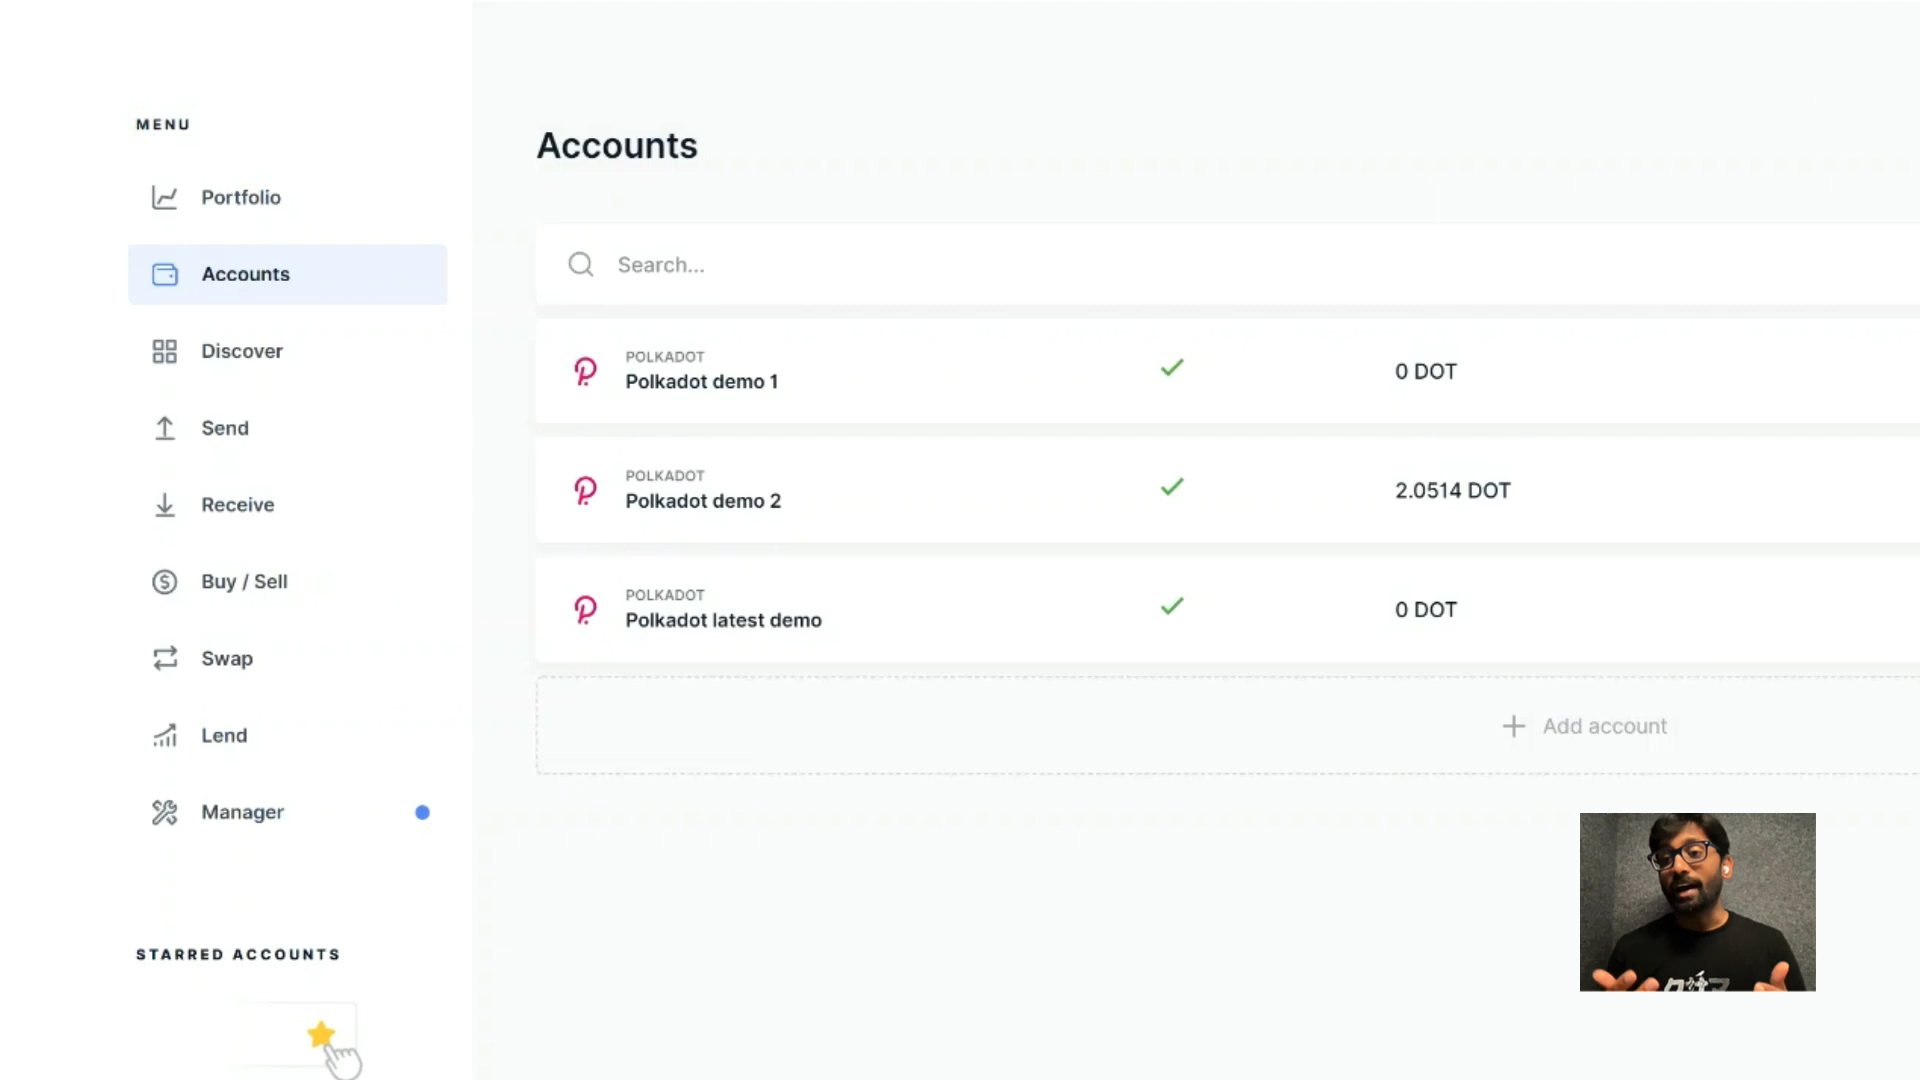 MENU
Portfolio
Accounts
Discover
Send
Receive
Buy / Sell
Swap
Lend
Manager
STARRED ACCOUNTS
Accounts
Search...
POLKADOT
Polkadot demo 1
0 DOT
POLKADOT
Polkadot demo 2
2.0514 DOT
POLKADOT
Polkadot latest demo
0 DOT
Add account